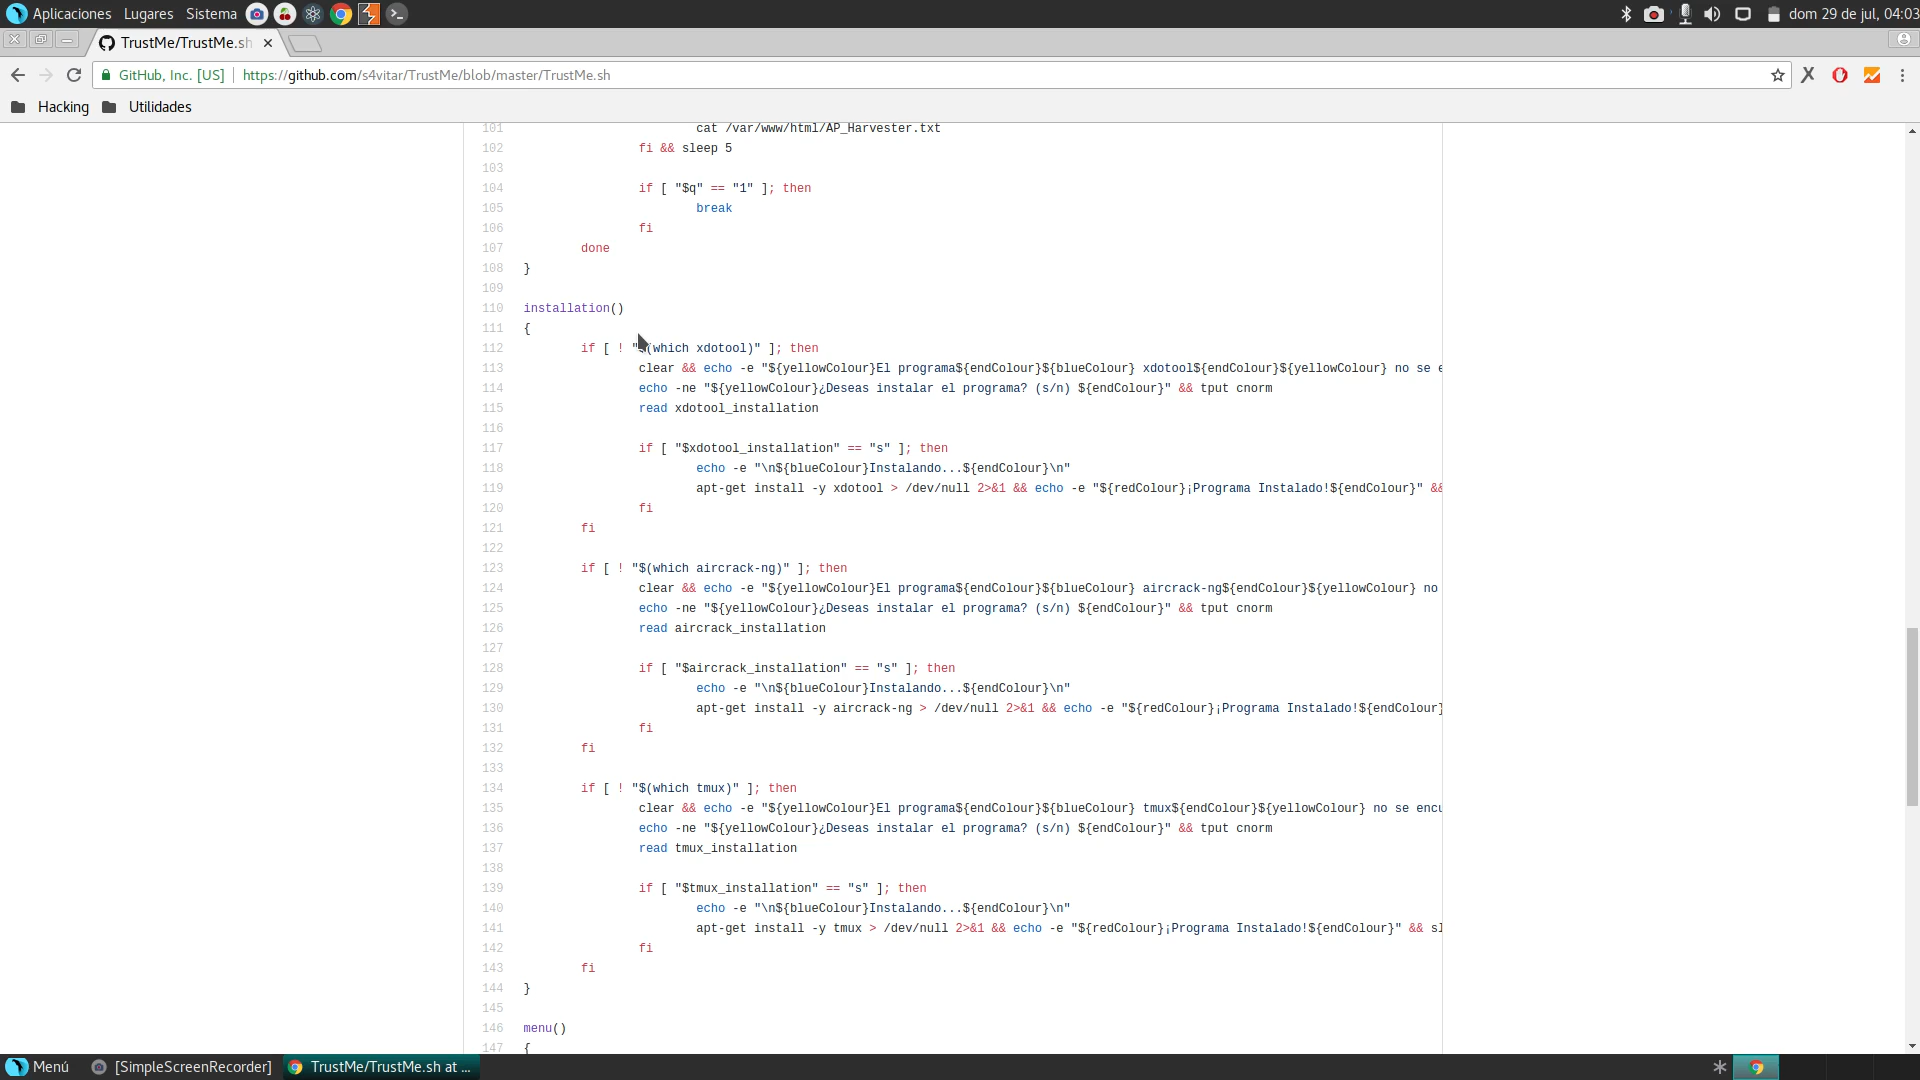 Aplicaciones Lugares Sistema dom 29 de jul, 04:03
TrustMe/TrustMe.sh
GitHub, Inc. [US] https://github.com/s4vitar/TrustMe/blob/master/TrustMe.sh
Hacking Utilidades
101 cat /var/www/html/AP_Harvester.txt
102 fi && sleep 5
103
104 if [ "$q" == "1" ]; then
105 break
106 fi
107 done
108 }
109
110 installation()
111 {
112 if [ ! "$(which xdotool)" ]; then
113 clear && echo -e "${yellowColour}El programa${endColour}${blueColour} xdotool${endColour}${yellowColour} no se e
114 echo -ne "${yellowColour}¿Deseas instalar el programa? (s/n) ${endColour}" && tput cnorm
115 read xdotool_installation
116
117 if [ "$xdotool_installation" == "s" ]; then
118 echo -e "\n${blueColour}Instalando...${endColour}\n"
119 apt-get install -y xdotool > /dev/null 2>&1 && echo -e "${redColour}¡Programa Instalado!${endColour}" &&
120 fi
121 fi
122
123 if [ ! "$(which aircrack-ng)" ]; then
124 clear && echo -e "${yellowColour}El programa${endColour}${blueColour} aircrack-ng${endColour}${yellowColour} no
125 echo -ne "${yellowColour}¿Deseas instalar el programa? (s/n) ${endColour}" && tput cnorm
126 read aircrack_installation
127
128 if [ "$aircrack_installation" == "s" ]; then
129 echo -e "\n${blueColour}Instalando...${endColour}\n"
130 apt-get install -y aircrack-ng > /dev/null 2>&1 && echo -e "${redColour}¡Programa Instalado!${endColour}
131 fi
132 fi
133
134 if [ ! "$(which tmux)" ]; then
135 clear && echo -e "${yellowColour}El programa${endColour}${blueColour} tmux${endColour}${yellowColour} no se encu
136 echo -ne "${yellowColour}¿Deseas instalar el programa? (s/n) ${endColour}" && tput cnorm
137 read tmux_installation
138
139 if [ "$tmux_installation" == "s" ]; then
140 echo -e "\n${blueColour}Instalando...${endColour}\n"
141 apt-get install -y tmux > /dev/null 2>&1 && echo -e "${redColour}¡Programa Instalado!${endColour}" && sl
142 fi
143 fi
144 }
145
146 menu()
147 {
Menú [SimpleScreenRecorder] TrustMe/TrustMe.sh at ...